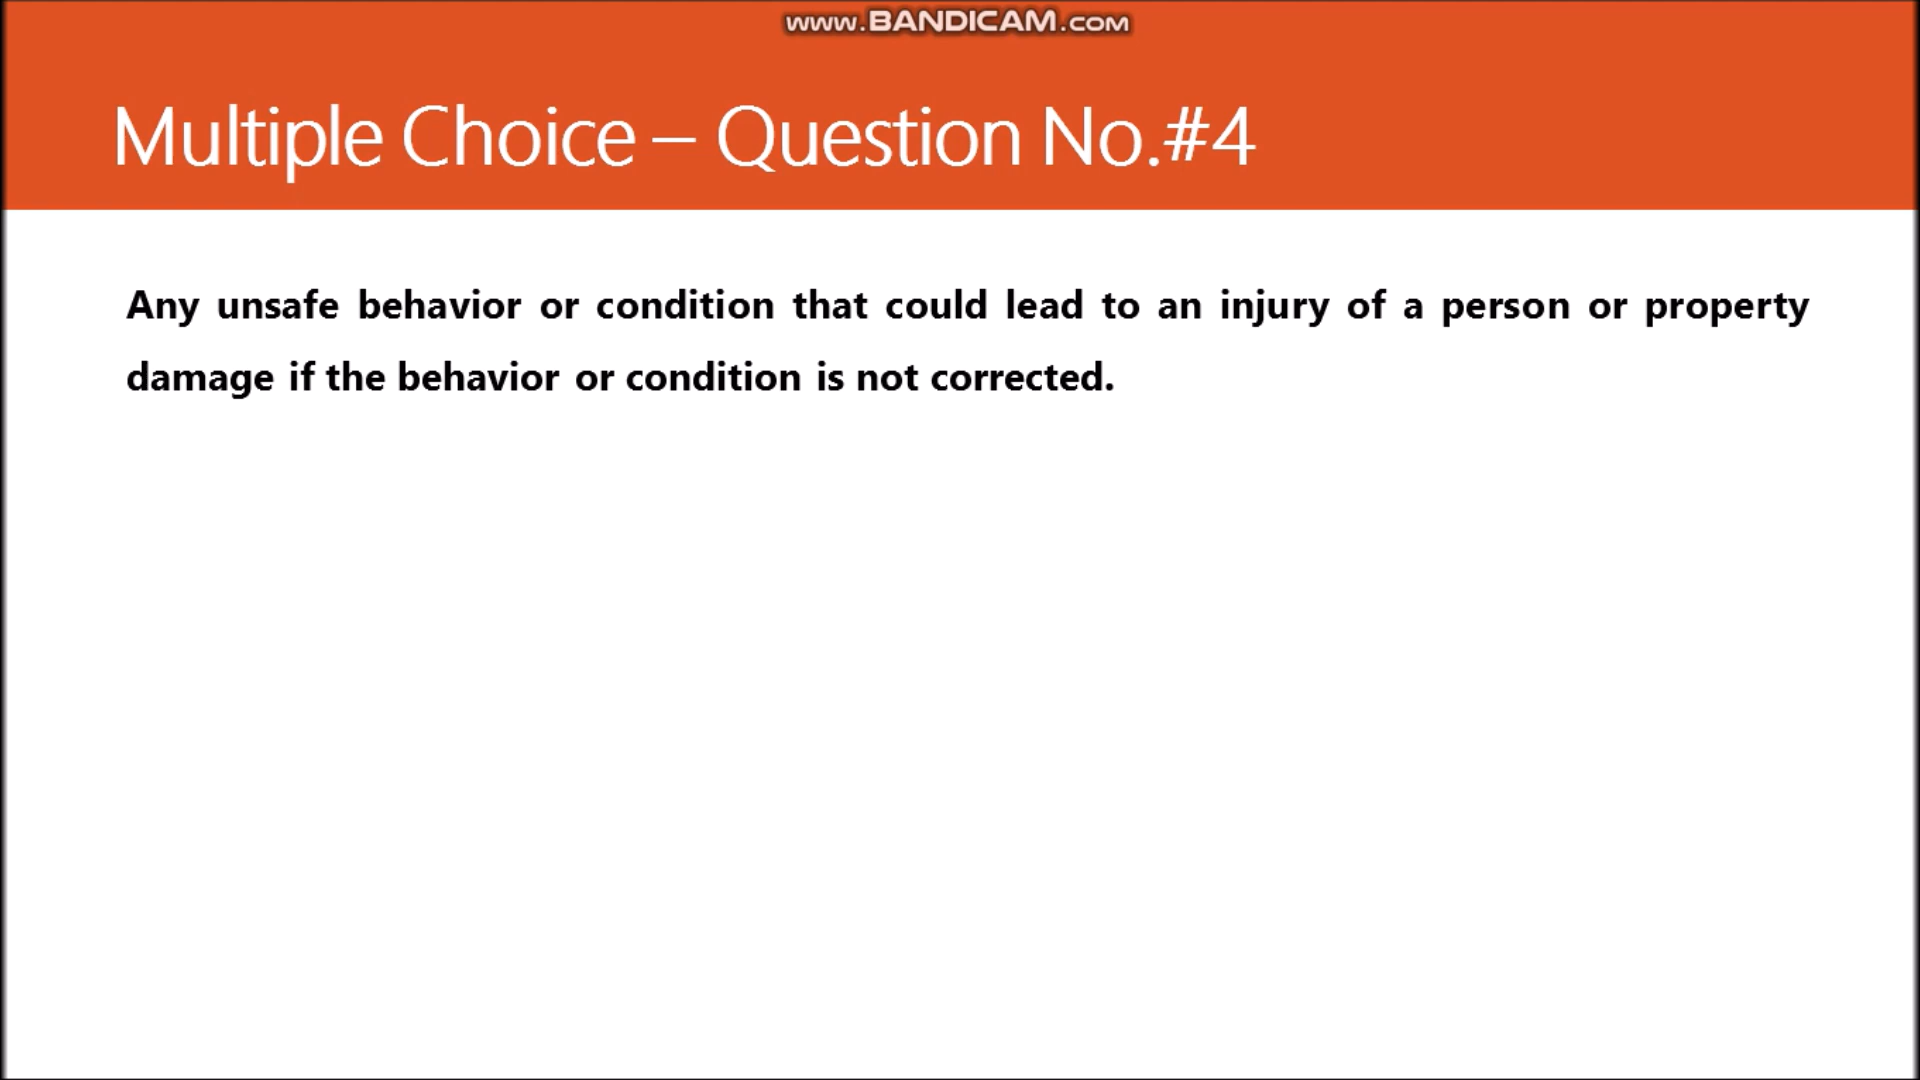 www.BANDICAM.com
Multiple Choice – Question No.#4
Any unsafe behavior or condition that could lead to an injury of a person or property
damage if the behavior or condition is not corrected.